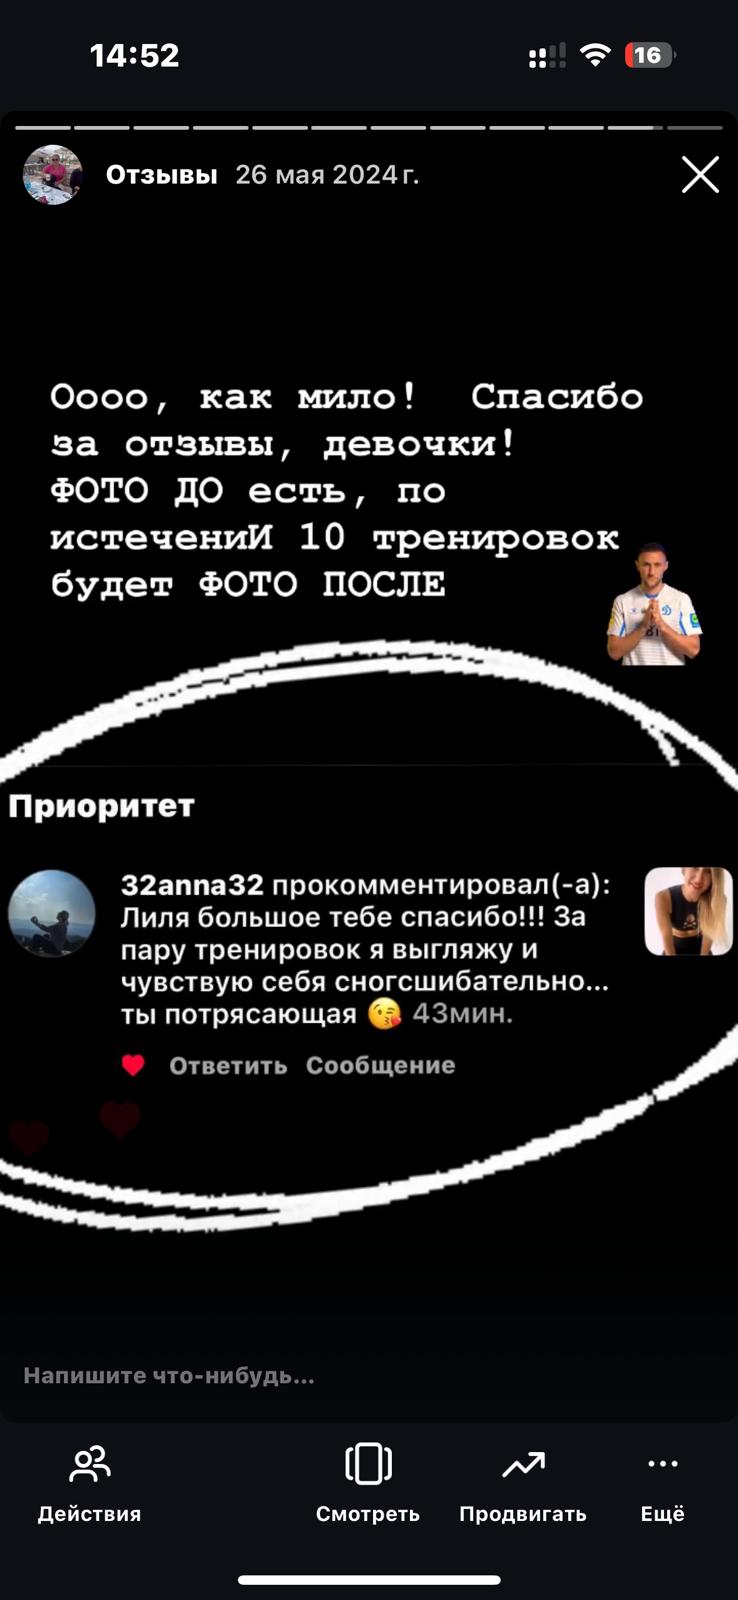 14:52
16
Отзывы 26 мая 2024 г.
Оооо, как мило! Спасибо
за отзывы, девочки!
ФОТО ДО есть, по
истечениИ 10 тренировок
будет ФОТО ПОСЛЕ
Приоритет
32anna32 прокомментировал(-а):
Лиля большое тебе спасибо!!! За
пару тренировок я выгляжу и
чувствую себя сногсшибательно...
ты потрясающая 😘 43мин.
Ответить Сообщение
Напишите что-нибудь...
Действия Смотреть Продвигать Ещё